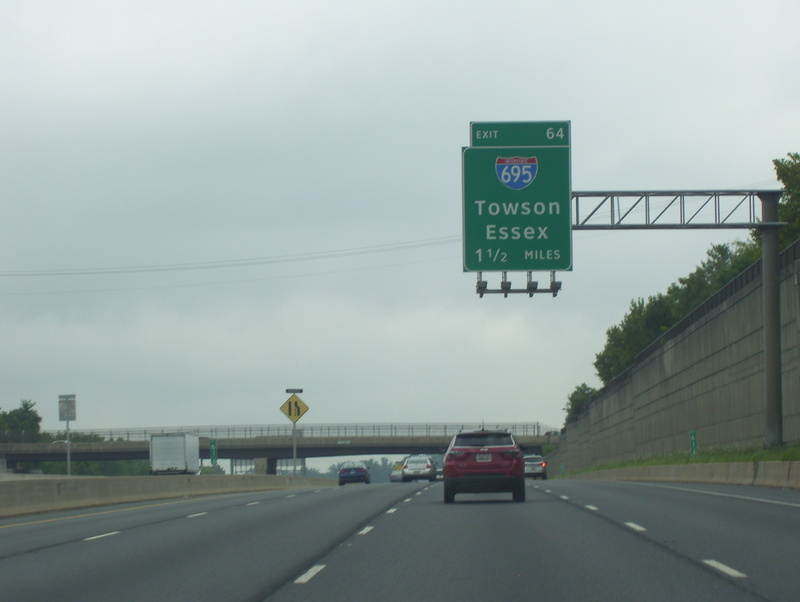 EXIT 64
695
Towson
Essex
1 1/2 MILES